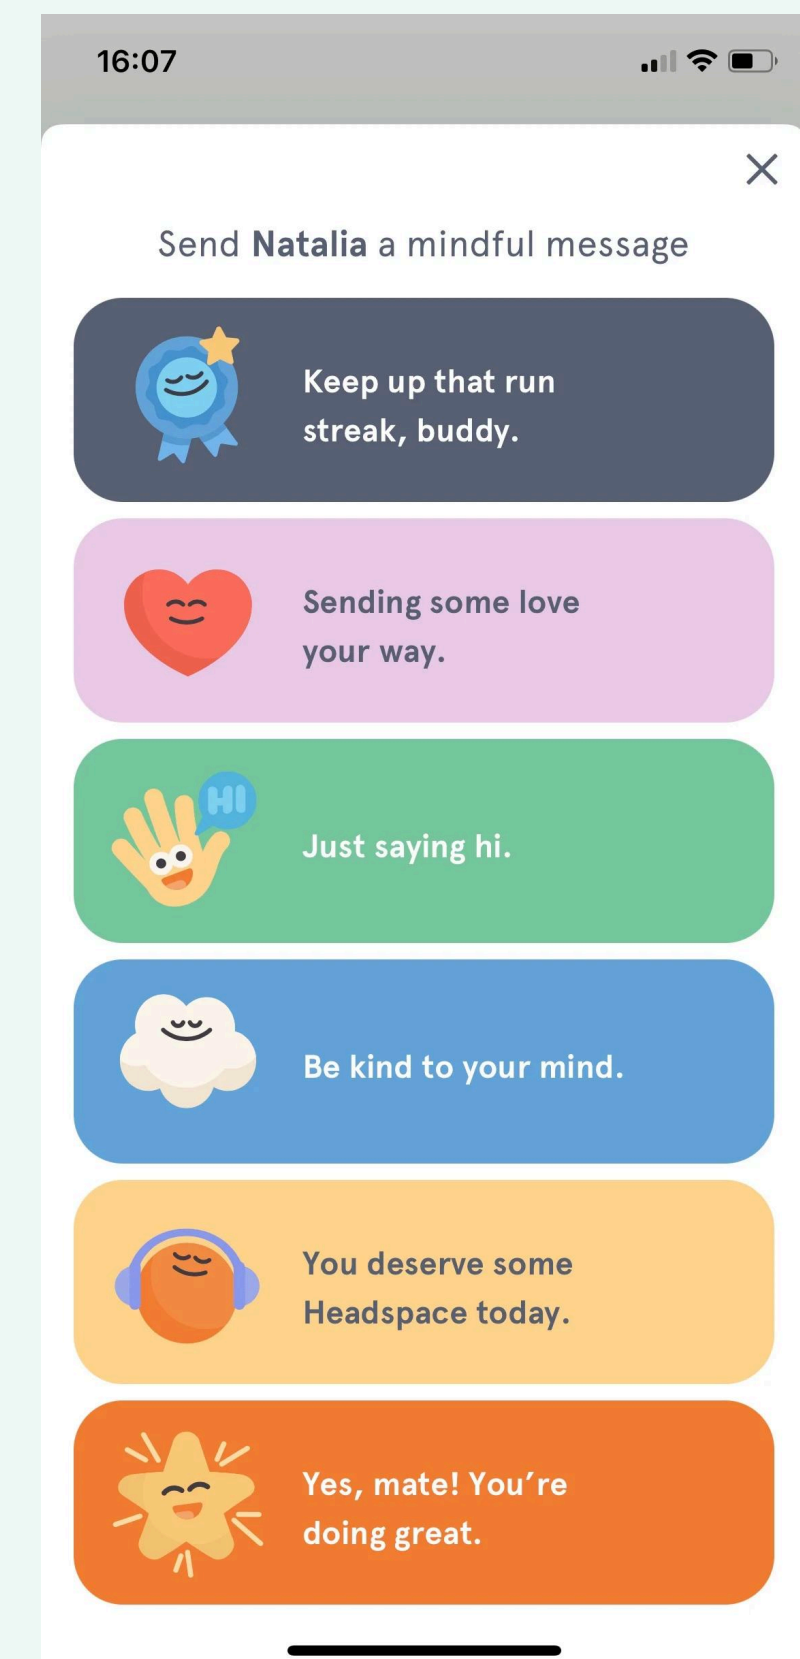 16:07
Send Natalia a mindful message
Keep up that run
streak, buddy.
Sending some love
your way.
HI
Just saying hi.
Be kind to your mind.
You deserve some
Headspace today.
Yes, mate! You’re
doing great.